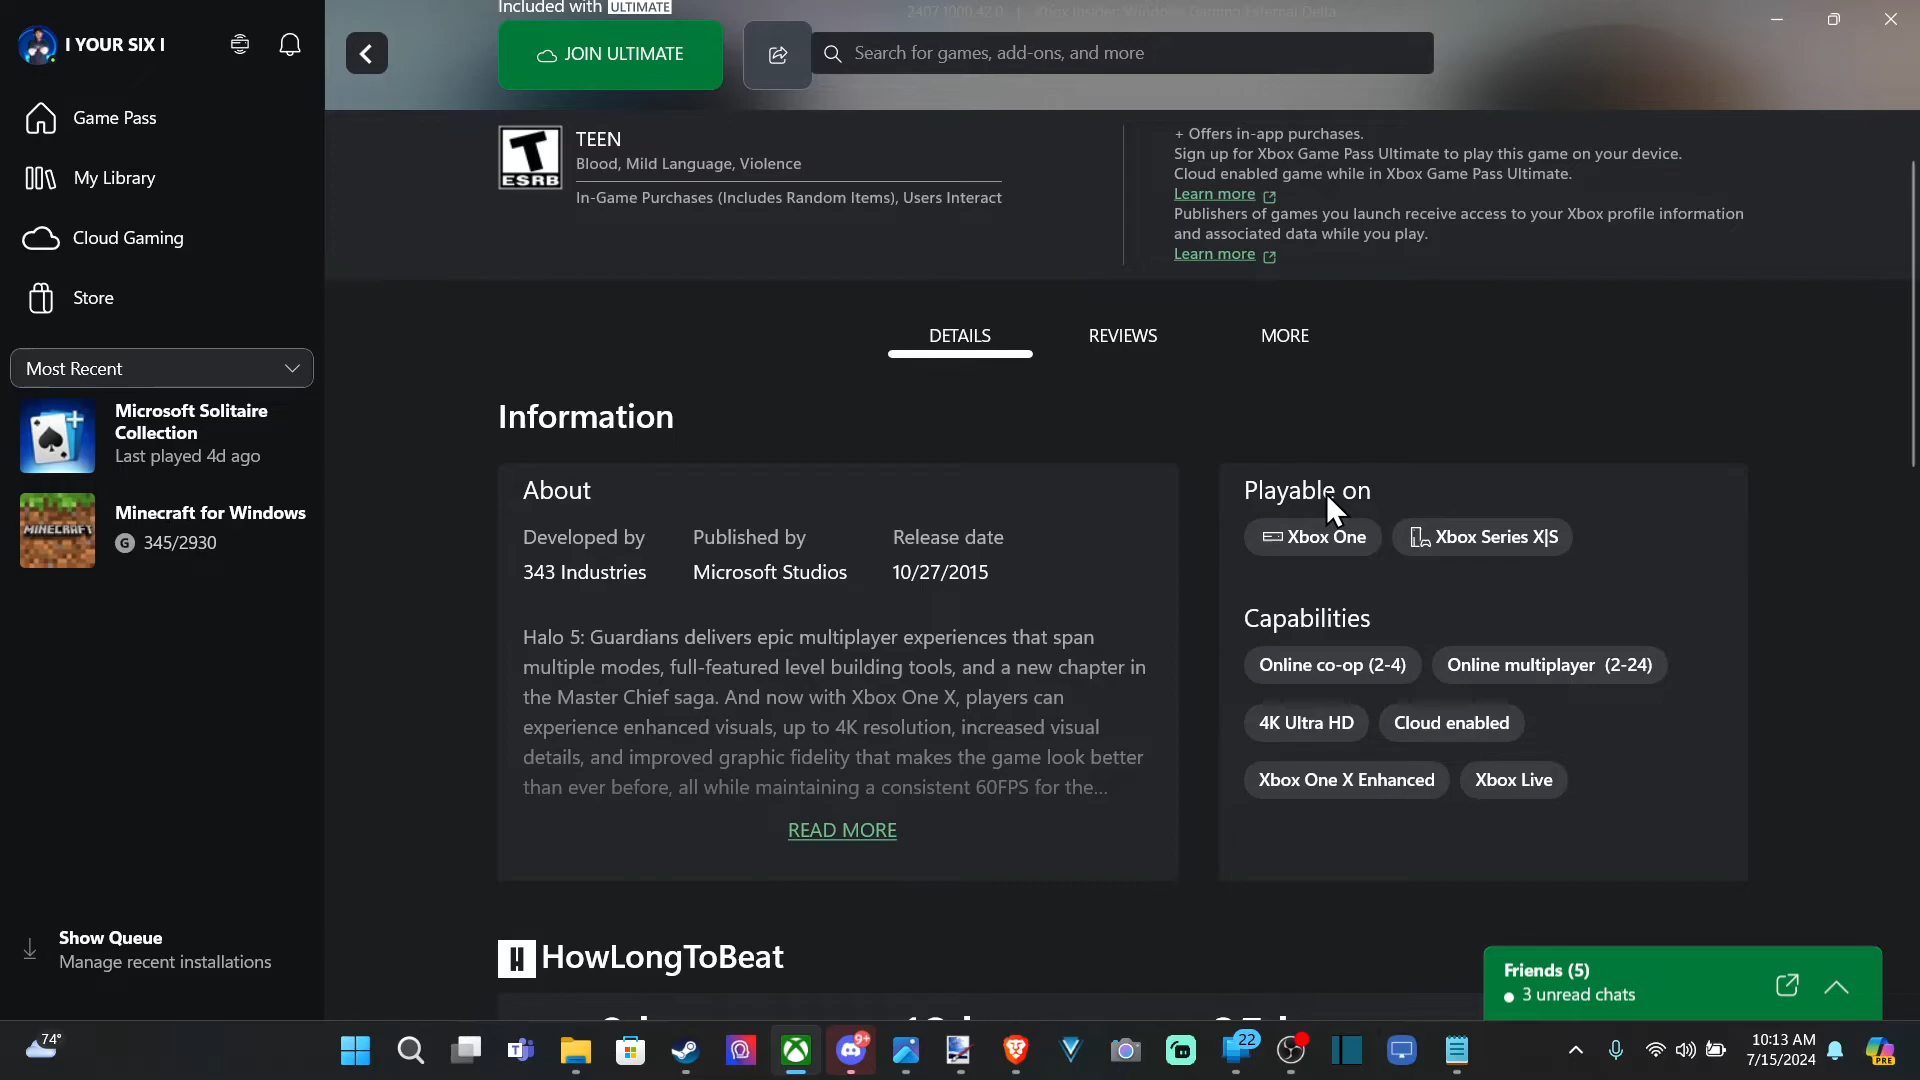 Included with ULTIMATE
I YOUR SIX I
JOIN ULTIMATE
Search for games, add-ons, and more
Game Pass
My Library
Cloud Gaming
Store
Most Recent
Microsoft Solitaire
Collection
Last played 4d ago
MINECRAFT
Minecraft for Windows
G 345/2930
Show Queue
Manage recent installations
T
ESRB
TEEN
Blood, Mild Language, Violence
In-Game Purchases (Includes Random Items), Users Interact
+ Offers in-app purchases.
Sign up for Xbox Game Pass Ultimate to play this game on your device.
Cloud enabled game while in Xbox Game Pass Ultimate.
Learn more
Publishers of games you launch receive access to your Xbox profile information
and associated data while you play.
Learn more
DETAILS REVIEWS MORE
Information
About
Developed by Published by Release date
343 Industries Microsoft Studios 10/27/2015
Halo 5: Guardians delivers epic multiplayer experiences that span
multiple modes, full-featured level building tools, and a new chapter in
the Master Chief saga. And now with Xbox One X, players can
experience enhanced visuals, up to 4K resolution, increased visual
details, and improved graphic fidelity that makes the game look better
than ever before, all while maintaining a consistent 60FPS for the...
READ MORE
Playable on
Xbox One Xbox Series X|S
Capabilities
Online co-op (2-4) Online multiplayer (2-24)
4K Ultra HD Cloud enabled
Xbox One X Enhanced Xbox Live
HowLongToBeat
Friends (5)
3 unread chats
74°
9+
22
10:13 AM
7/15/2024
PRE